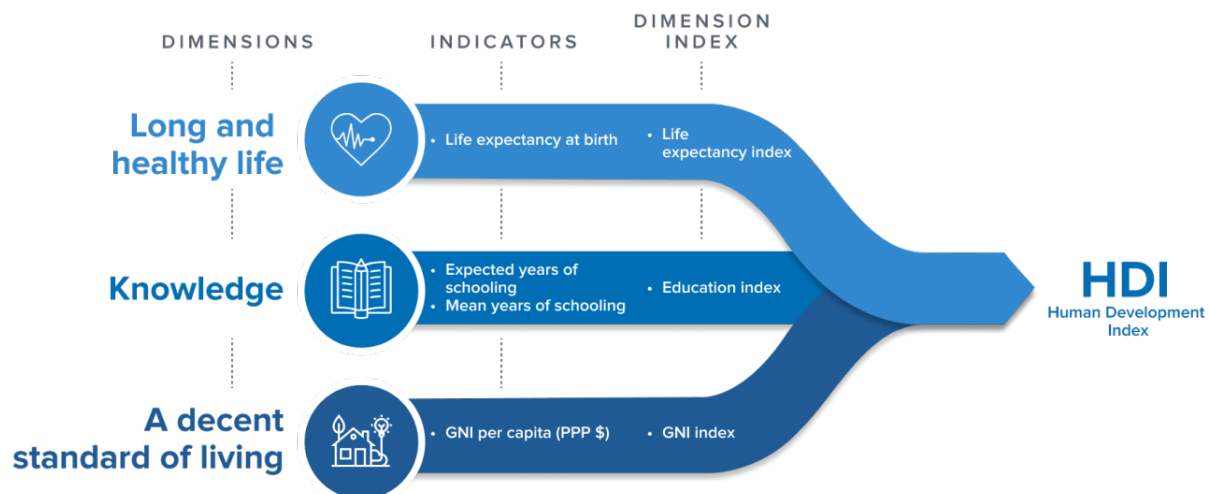 DIMENSIONS
INDICATORS
DIMENSION
INDEX
Long and
healthy life
• Life expectancy at birth
• Life
expectancy index
Knowledge
• Expected years of
schooling
• Mean years of schooling
• Education index
A decent
standard of living
• GNI per capita (PPP $)
• GNI index
HDI
Human Development
Index